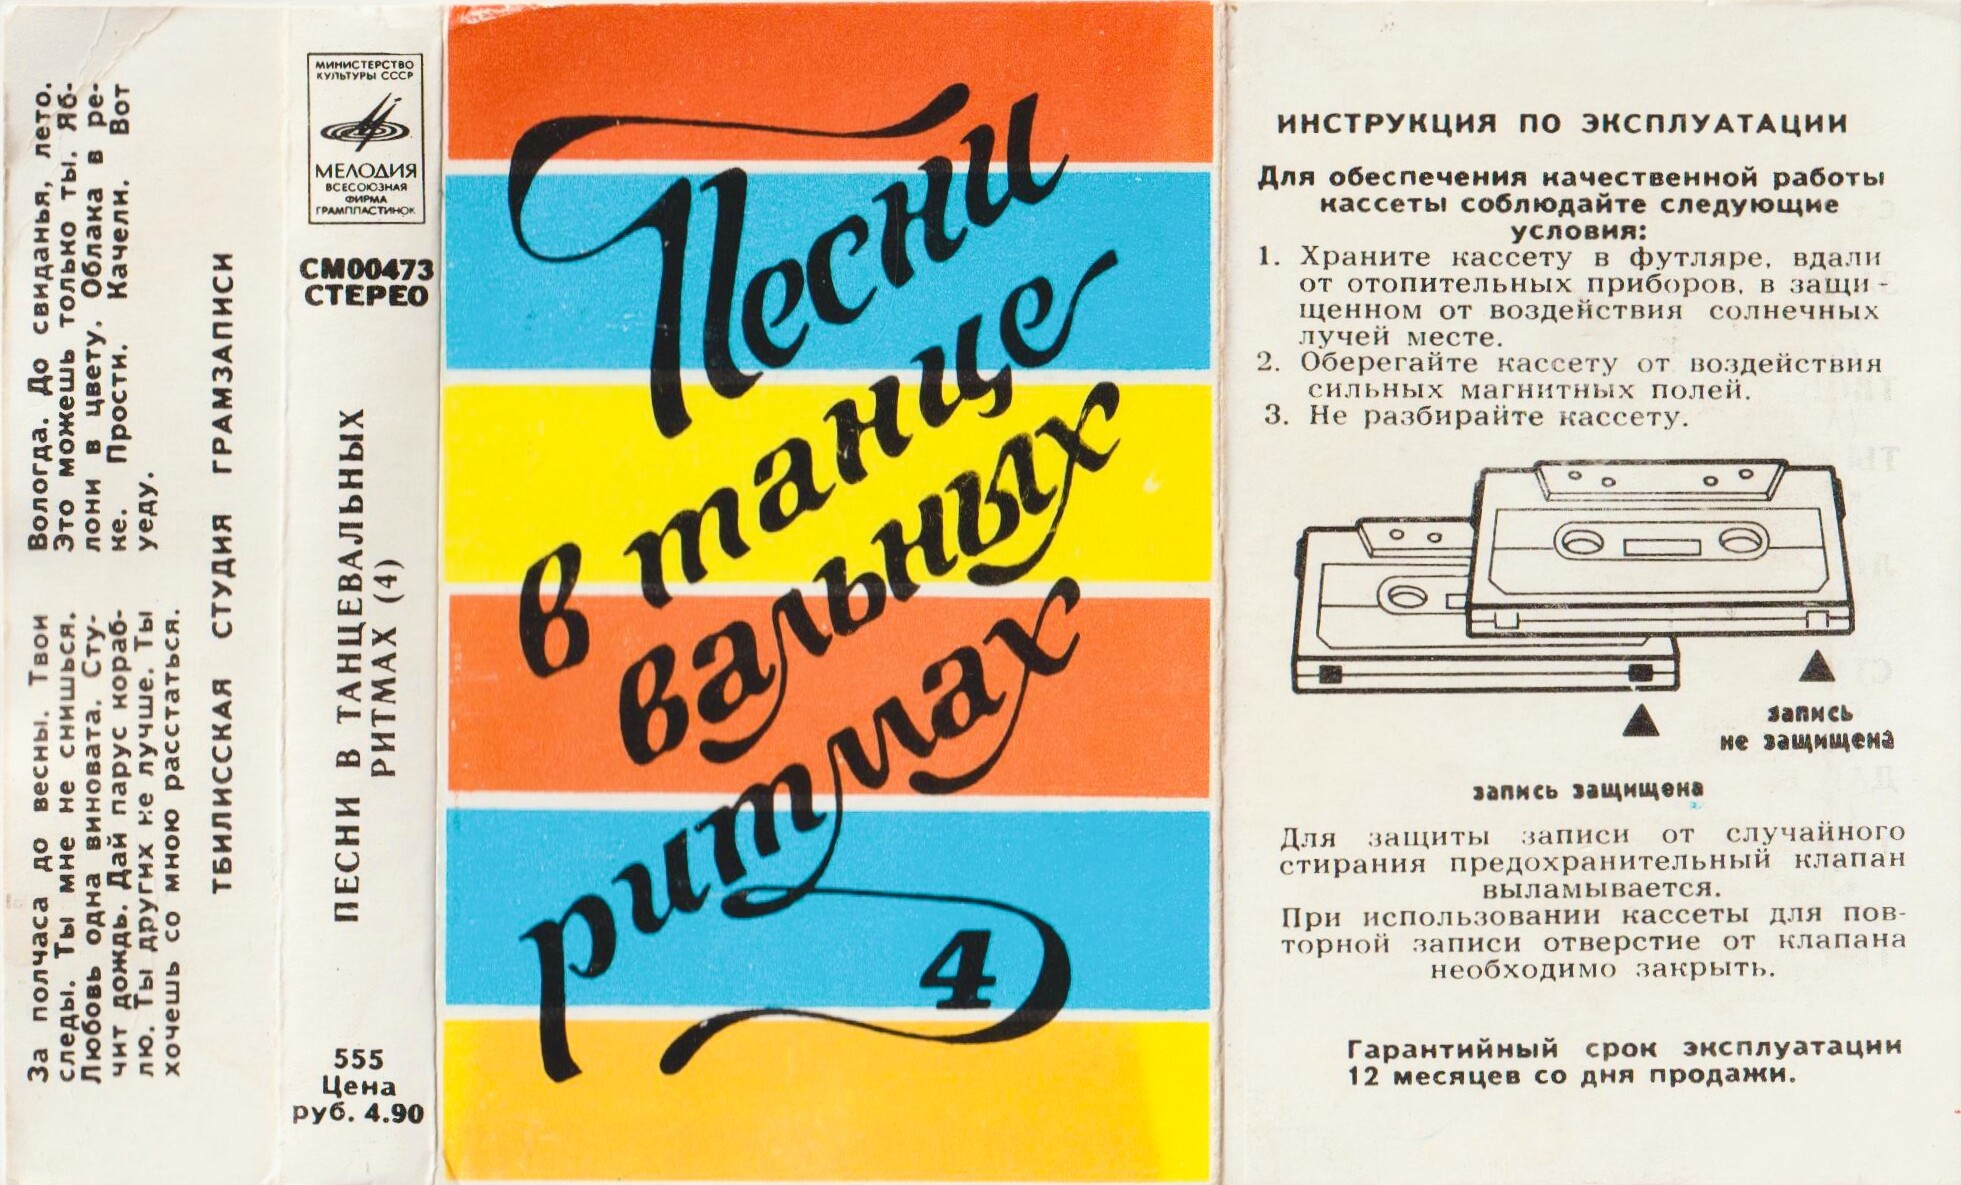 За полчаса до весны. Твои
следы. Ты мне не снишься.
Любовь одна виновата. Сту-
чит дождь. Дай парус кораб-
лю. Ты других не лучше. Ты
хочешь со мною расстаться.
Вологда. До свиданья, лето.
Это можешь только ты. Яб-
лони в цвету. Облака в ре-
ке. Прости. Качели. Вот
уеду.
ТБИЛИССКАЯ СТУДИЯ ГРАМЗАПИСИ
МИНИСТЕРСТВО
КУЛЬТУРЫ СССР
МЕЛОДИЯ
ВСЕСОЮЗНАЯ
ФИРМА
ГРАМПЛАСТИНОК
СМ00473
СТЕРЕО
ПЕСНИ В ТАНЦЕВАЛЬНЫХ
РИТМАХ (4)
555
Цена
руб. 4.90
Песни
в танце
вальных
ритмах
4
ИНСТРУКЦИЯ ПО ЭКСПЛУАТАЦИИ
Для обеспечения качественной работы
кассеты соблюдайте следующие
условия:
1. Храните кассету в футляре, вдали
от отопительных приборов, в защи-
щенном от воздействия солнечных
лучей месте.
2. Оберегайте кассету от воздействия
сильных магнитных полей.
3. Не разбирайте кассету.
запись
не защищена
запись защищена
Для защиты записи от случайного
стирания предохранительный клапан
выламывается.
При использовании кассеты для пов-
торной записи отверстие от клапана
необходимо закрыть.
Гарантийный срок эксплуатации
12 месяцев со дня продажи.